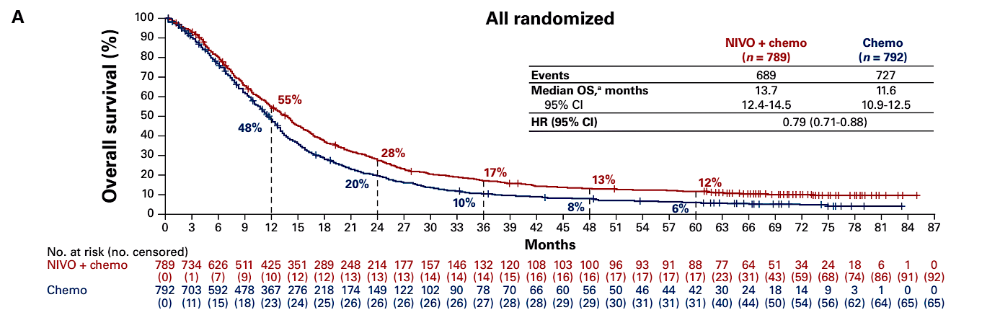 A
All randomized
Overall survival (%)
100
90
80
70
60
50
40
30
20
10
0
NIVO + chemo Chemo
(n = 789) (n = 792)
Events 689 727
Median OS,ᵃ months 13.7 11.6
95% CI 12.4-14.5 10.9-12.5
HR (95% CI) 0.79 (0.71-0.88)
55%
48%
28%
20%
17%
10%
13%
8%
12%
6%
0 3 6 9 12 15 18 21 24 27 30 33 36 39 42 45 48 51 54 57 60 63 66 69 72 75 78 81 84 87
Months
No. at risk (no. censored)
NIVO + chemo 789 734 626 511 425 351 289 248 214 177 157 146 132 120 108 103 100 96 93 91 88 77 64 51 34 24 18 6 1 0
(0) (1) (7) (9) (10) (12) (12) (13) (13) (13) (14) (14) (14) (15) (16) (16) (16) (17) (17) (17) (17) (23) (31) (43) (59) (68) (74) (86) (91) (92)
Chemo 792 703 592 478 367 276 218 174 149 122 102 90 78 70 66 60 56 50 46 44 42 30 24 18 14 9 3 1 0 0
(0) (11) (15) (18) (23) (24) (25) (26) (26) (26) (26) (26) (27) (28) (28) (29) (29) (30) (31) (31) (31) (40) (44) (50) (54) (56) (62) (64) (65) (65)